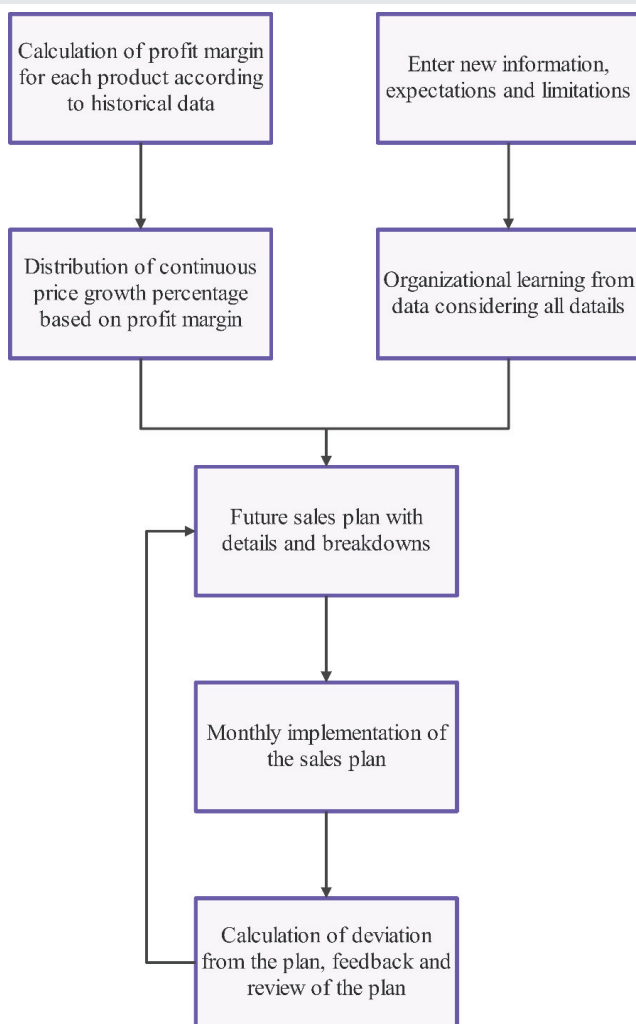 Calculation of profit margin
for each product according
to historical data
Enter new information,
expectations and limitations
Distribution of continuous
price growth percentage
based on profit margin
Organizational learning from
data considering all datails
Future sales plan with
details and breakdowns
Monthly implementation of
the sales plan
Calculation of deviation
from the plan, feedback and
review of the plan